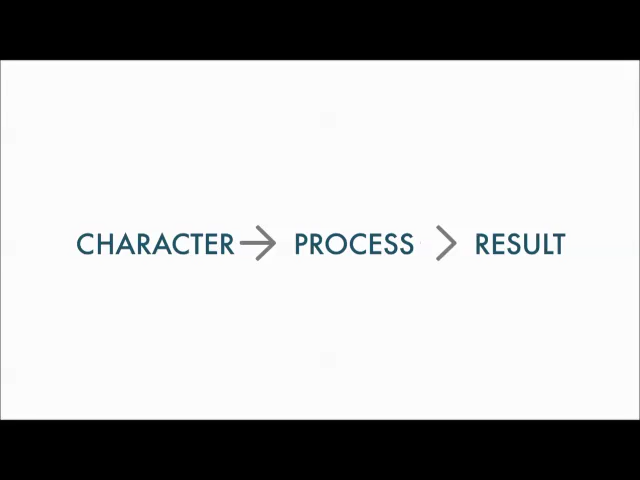 CHARACTER → PROCESS > RESULT